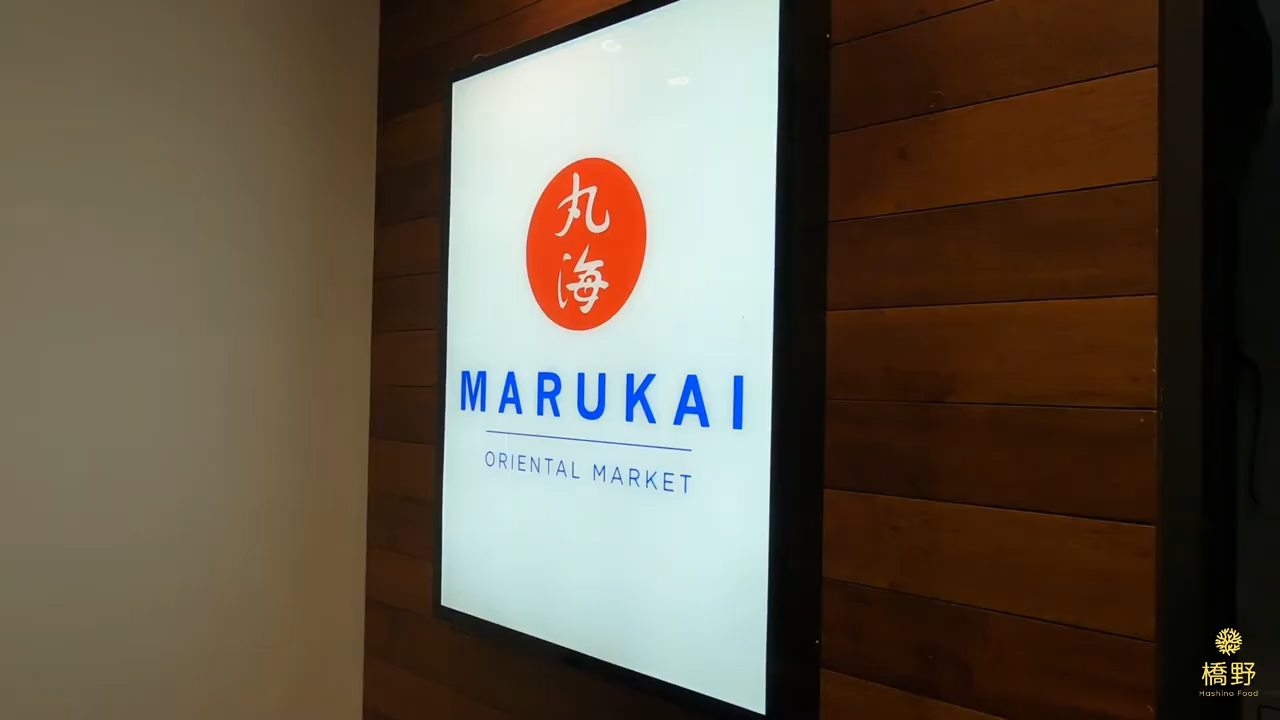 丸
海
MARUKAI
ORIENTAL MARKET
橋野
Hashino Food